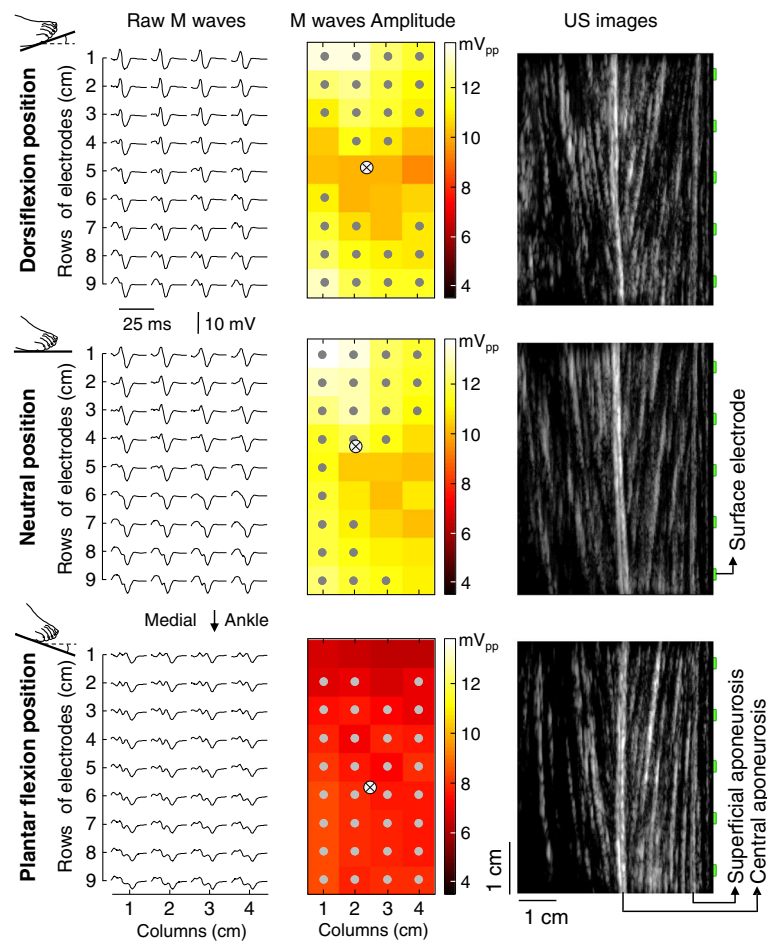 Raw M waves
M waves Amplitude
US images
Dorsiflexion position
Rows of electrodes (cm)
1
2
3
4
5
6
7
8
9
25 ms
10 mV
mVpp
12
10
8
6
4
Neutral position
Rows of electrodes (cm)
1
2
3
4
5
6
7
8
9
mVpp
12
10
8
6
4
Surface electrode
Medial
Ankle
Plantar flexion position
Rows of electrodes (cm)
1
2
3
4
5
6
7
8
9
1 2 3 4
Columns (cm)
mVpp
12
10
8
6
4
1 2 3 4
Columns (cm)
1 cm
1 cm
Superficial aponeurosis
Central aponeurosis